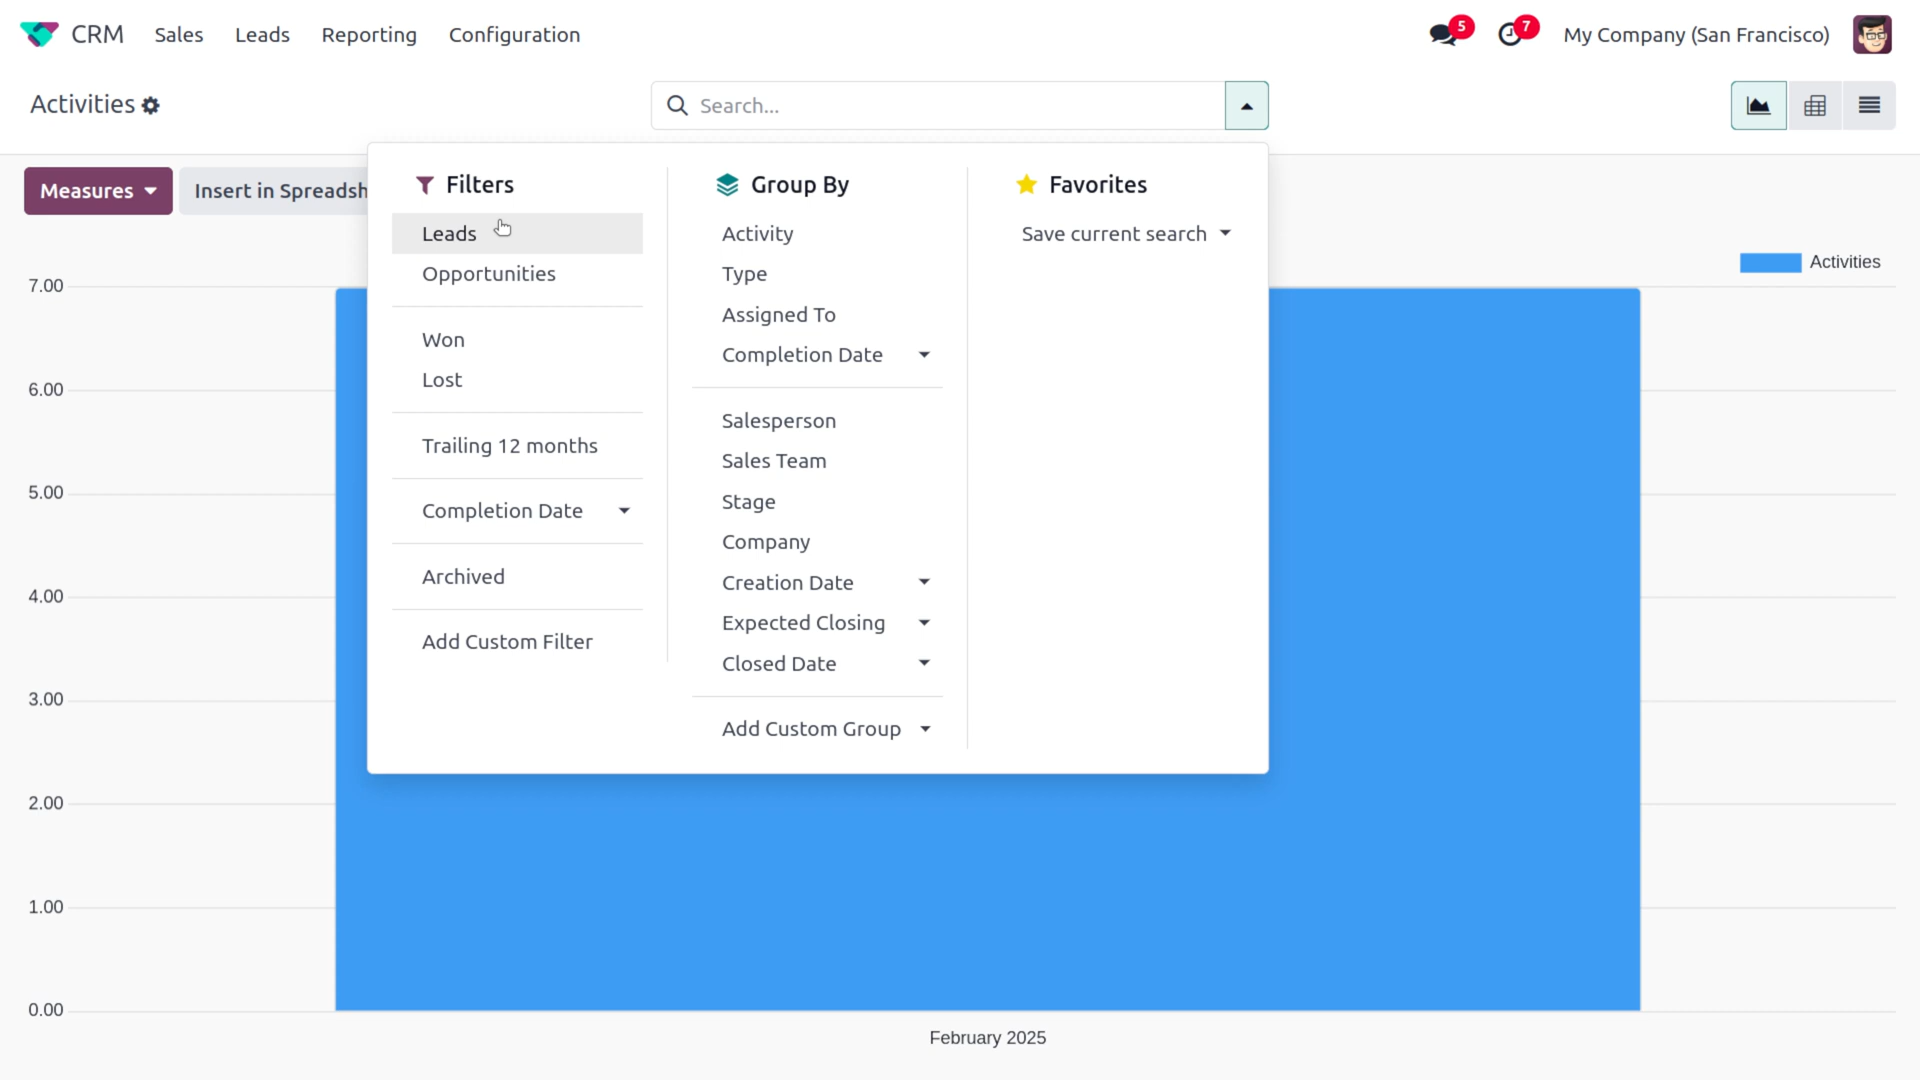 CRM Sales Leads Reporting Configuration 5 7 My Company (San Francisco)
Activities
Search...
Measures
Insert in Spreadsh
Filters
Leads
Opportunities
Won
Lost
Trailing 12 months
Completion Date
Archived
Add Custom Filter
Group By
Activity
Type
Assigned To
Completion Date
Salesperson
Sales Team
Stage
Company
Creation Date
Expected Closing
Closed Date
Add Custom Group
Favorites
Save current search
Activities
7.00
6.00
5.00
4.00
3.00
2.00
1.00
0.00
February 2025